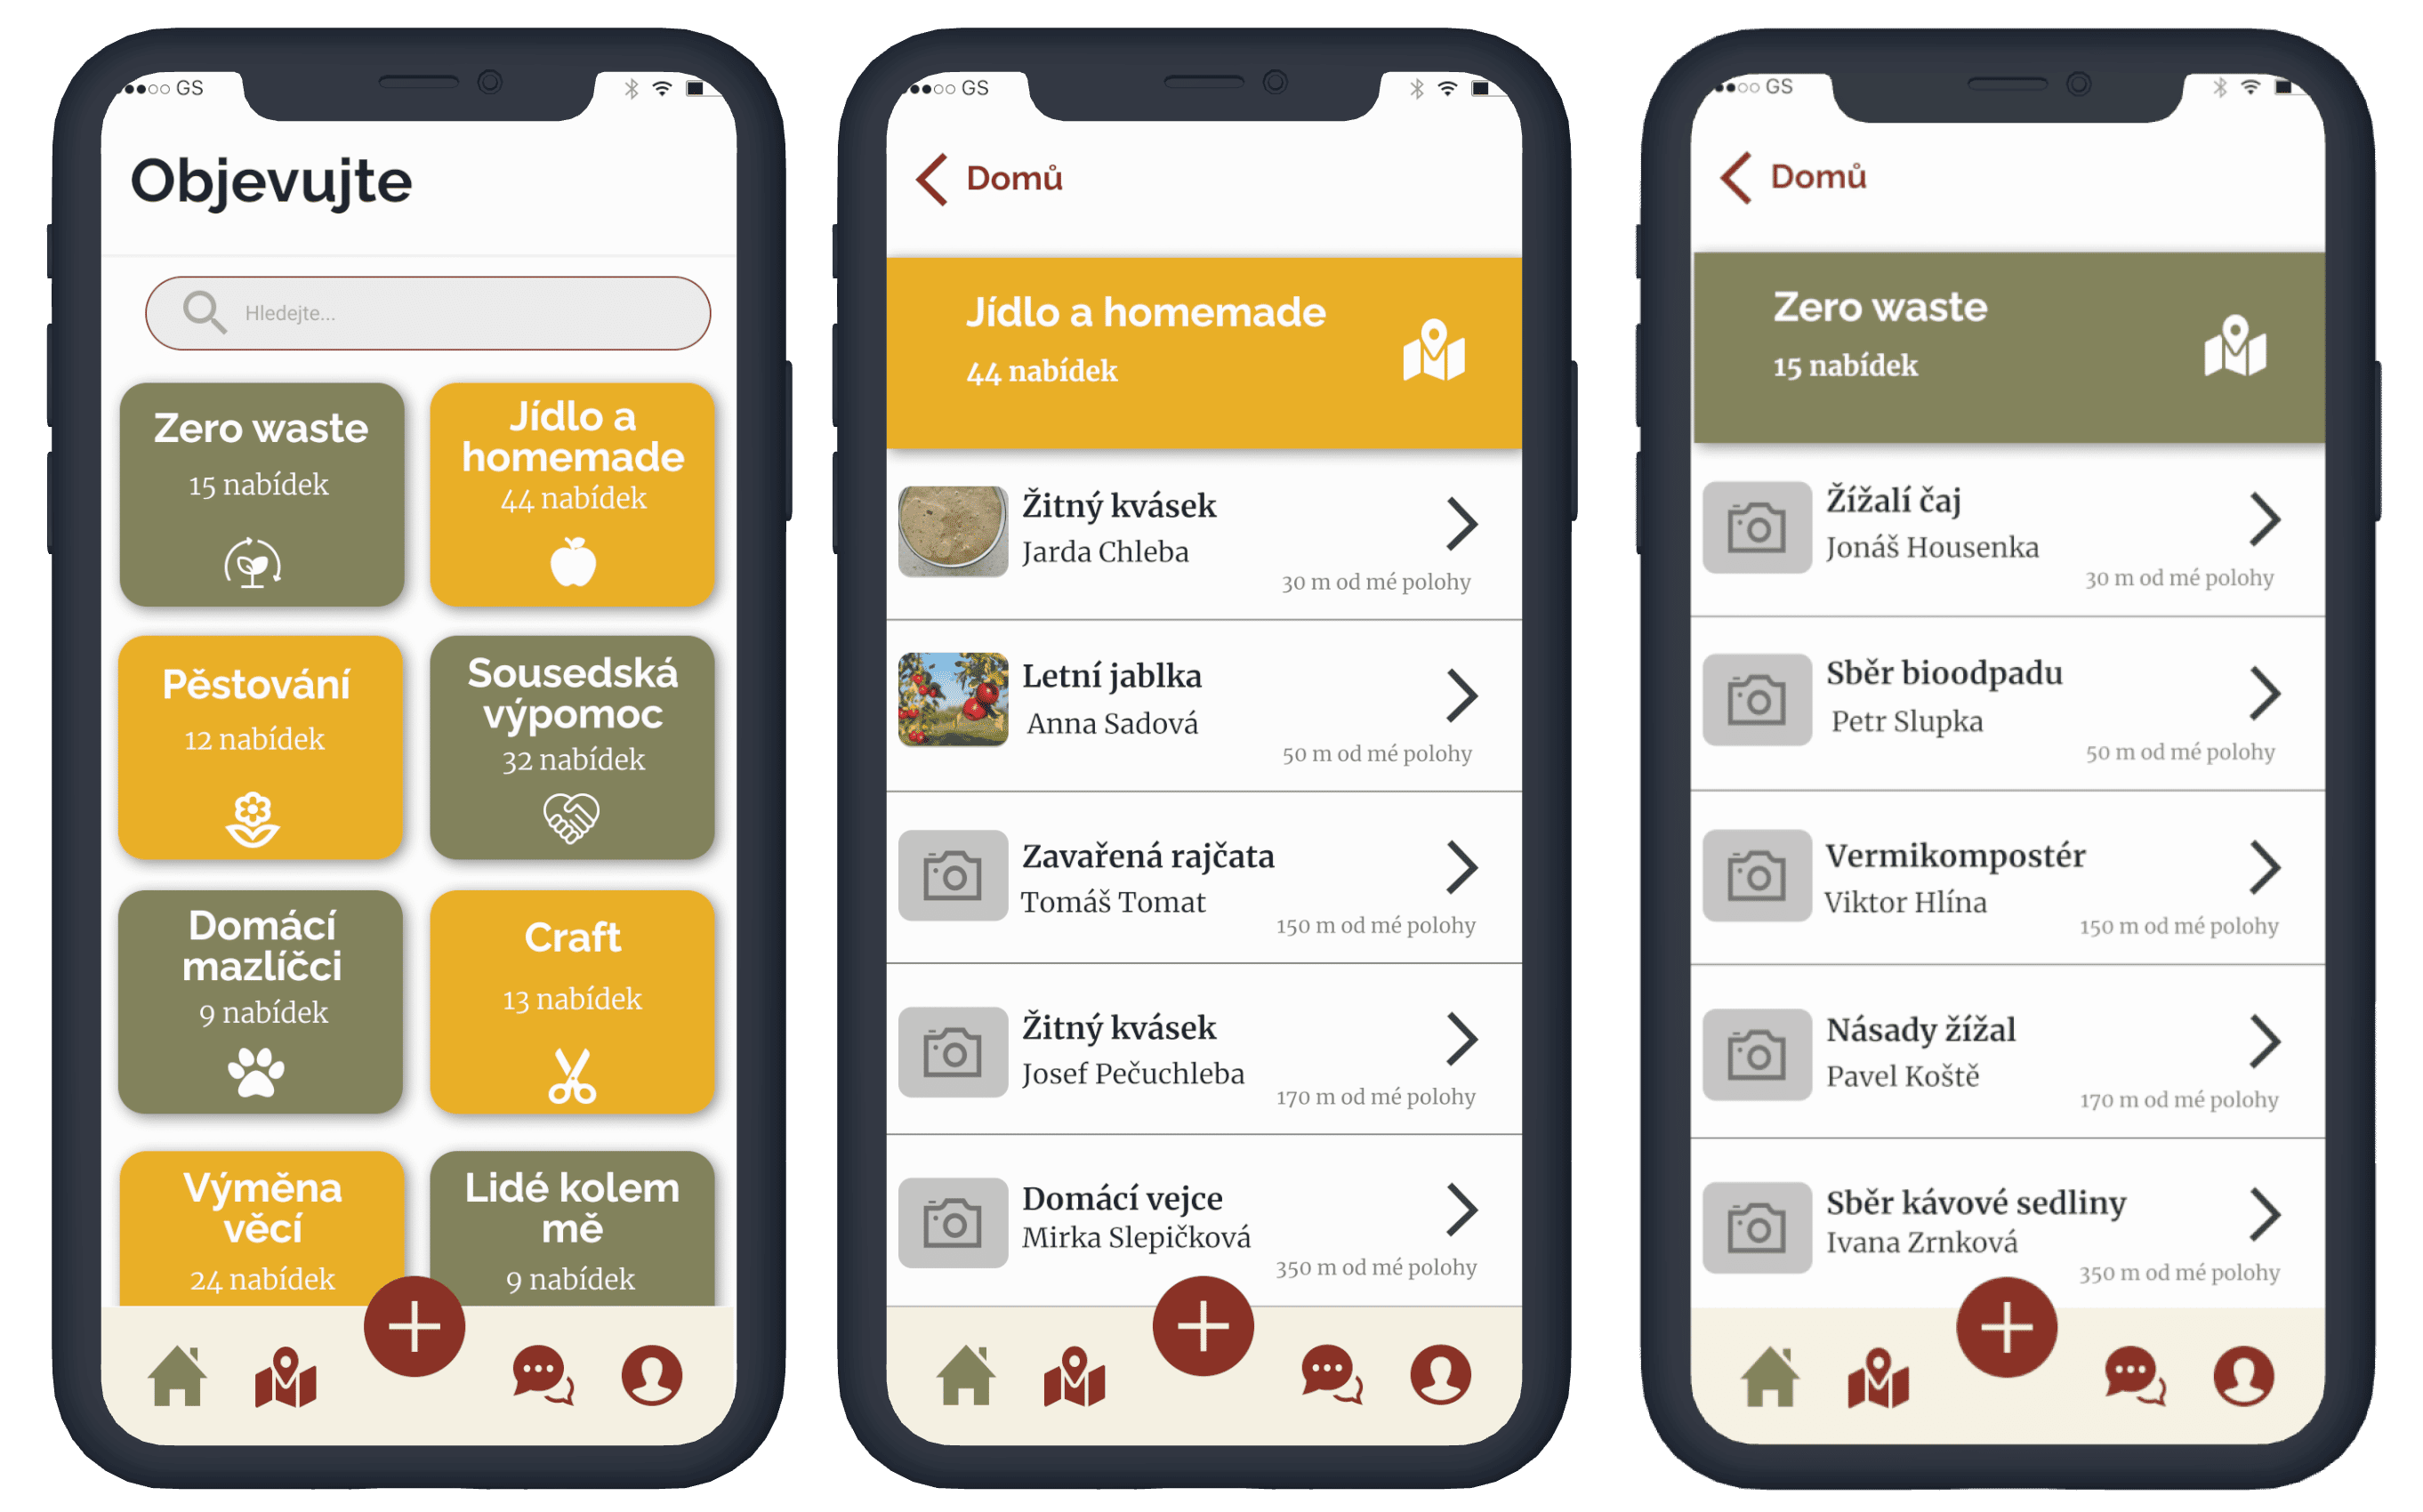 GS
Objevujte
Hledejte...
Zero waste
15 nabídek
Jídlo a
homemade
44 nabídek
Pěstování
12 nabídek
Sousedská
výpomoc
32 nabídek
Domácí
mazlíčci
9 nabídek
Craft
13 nabídek
Výměna
věcí
24 nabídek
Lidé kolem
mě
9 nabídek
GS
Domů
Jídlo a homemade
44 nabídek
Žitný kvásek
Jarda Chleba
30 m od mé polohy
Letní jablka
Anna Sadová
50 m od mé polohy
Zavařená rajčata
Tomáš Tomat
150 m od mé polohy
Žitný kvásek
Josef Pečuchleba
170 m od mé polohy
Domácí vejce
Mirka Slepičková
350 m od mé polohy
GS
Domů
Zero waste
15 nabídek
Žížalí čaj
Jonáš Housenka
30 m od mé polohy
Sběr bioodpadu
Petr Slupka
50 m od mé polohy
Vermikompostér
Viktor Hlína
150 m od mé polohy
Násady žížal
Pavel Koště
170 m od mé polohy
Sběr kávové sedliny
Ivana Zrnková
350 m od mé polohy